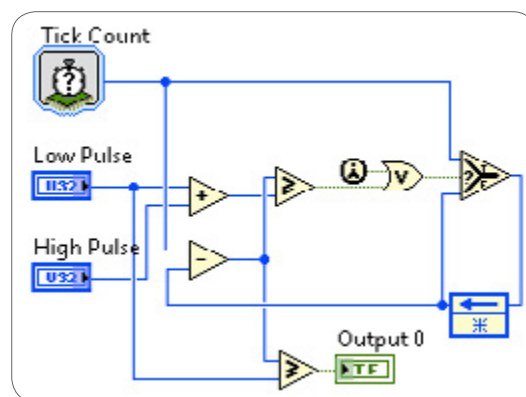 Tick Count
?
Low Pulse
U32
+
≥
V
?
T
F
High Pulse
U32
-
Output 0
≥
TF